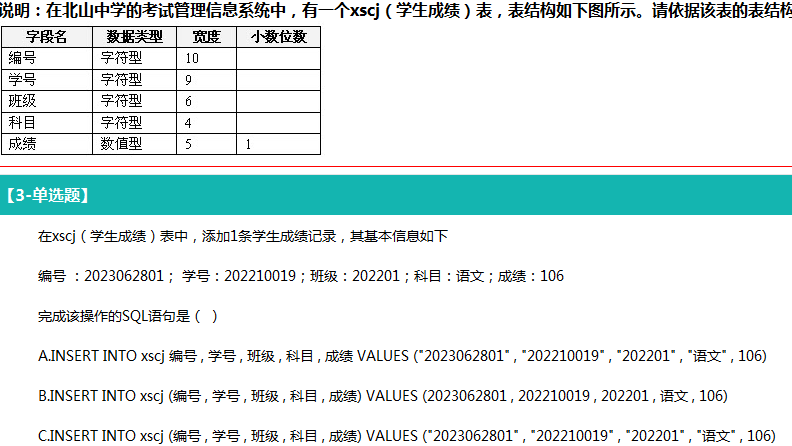 说明：在北山中学的考试管理信息系统中，有一个xscj（学生成绩）表，表结构如下图所示。请依据该表的表结构
字段名 数据类型 宽度 小数位数
编号 字符型 10
学号 字符型 9
班级 字符型 6
科目 字符型 4
成绩 数值型 5 1
【3-单选题】
在xscj（学生成绩）表中，添加1条学生成绩记录，其基本信息如下
编号 ：2023062801； 学号：202210019；班级：202201；科目：语文；成绩：106
完成该操作的SQL语句是（ ）
A.INSERT INTO xscj 编号 , 学号 , 班级 , 科目 , 成绩 VALUES ("2023062801" , "202210019" , "202201" , "语文" , 106)
B.INSERT INTO xscj (编号 , 学号 , 班级 , 科目 , 成绩) VALUES (2023062801 , 202210019 , 202201 , 语文 , 106)
C.INSERT INTO xscj (编号 , 学号 , 班级 , 科目 , 成绩) VALUES ("2023062801" , "202210019" , "202201" , "语文" , 106)